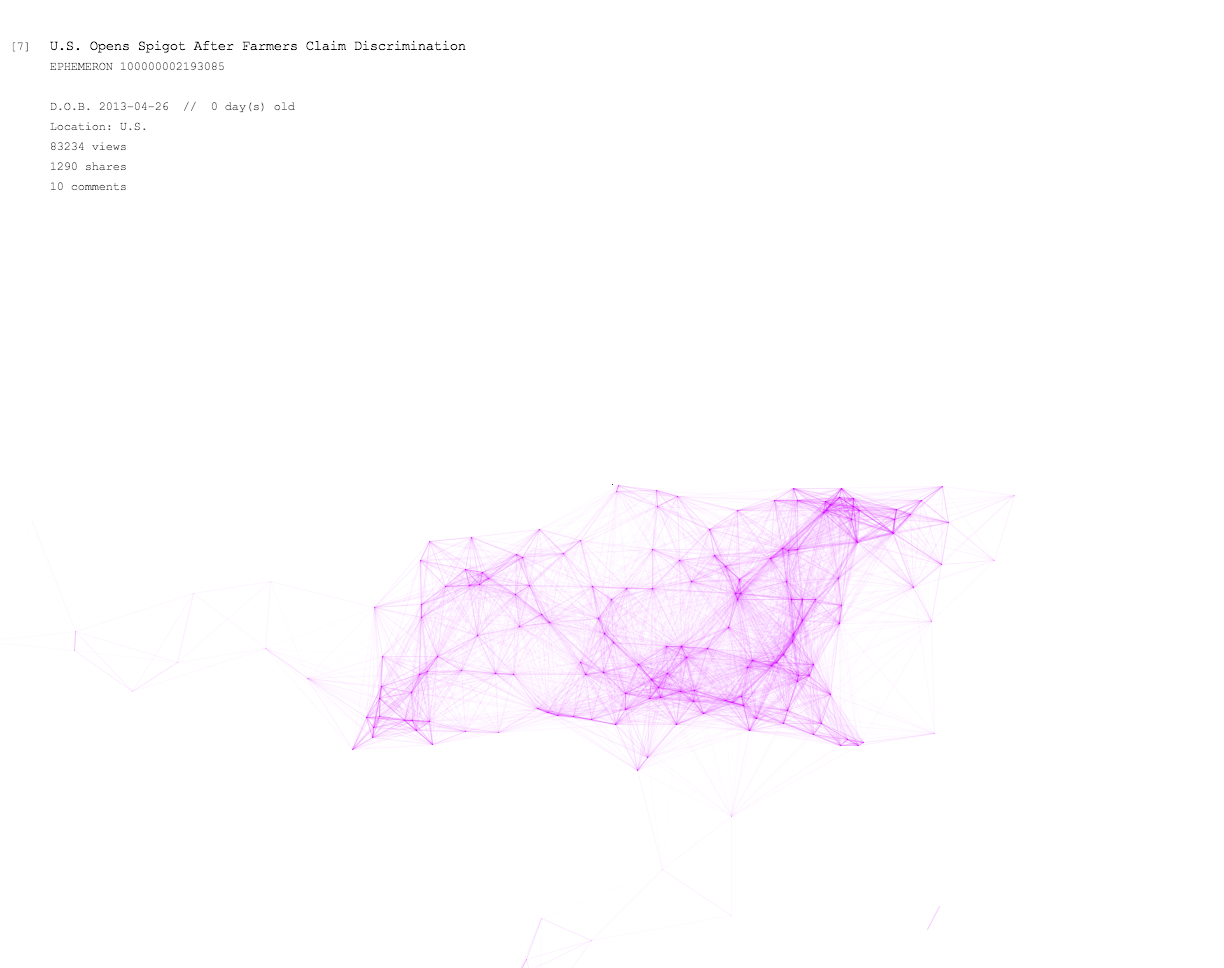 [7] U.S. Opens Spigot After Farmers Claim Discrimination
EPHEMERON 100000002193085
D.O.B. 2013-04-26 // 0 day(s) old
Location: U.S.
83234 views
1290 shares
10 comments